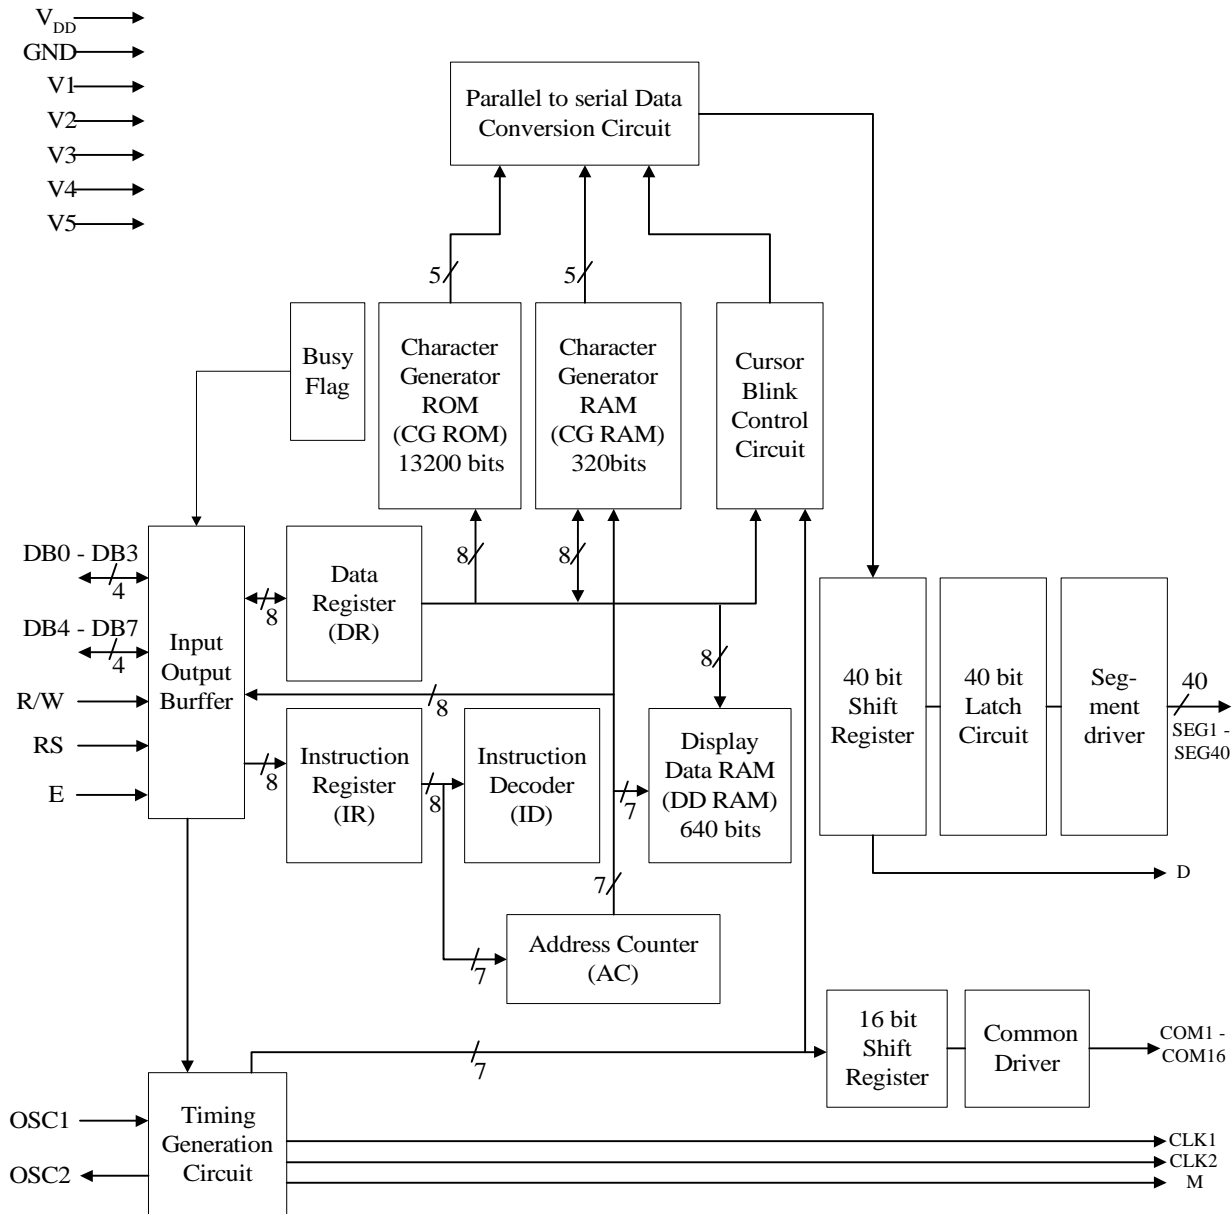 VDD
GND
V1
V2
V3
V4
V5
Parallel to serial Data
Conversion Circuit
5
5
Busy
Flag
Character
Generator
ROM
(CG ROM)
13200 bits
Character
Generator
RAM
(CG RAM)
320bits
Cursor
Blink
Control
Circuit
8
8
DB0 - DB3
4
DB4 - DB7
4
R/W
RS
E
Input
Output
Burffer
8
Data
Register
(DR)
8
8
8
Instruction
Register
(IR)
8
Instruction
Decoder
(ID)
7
Display
Data RAM
(DD RAM)
640 bits
40 bit
Shift
Register
40 bit
Latch
Circuit
Seg-
ment
driver
40
SEG1 -
SEG40
D
7
7
Address Counter
(AC)
7
16 bit
Shift
Register
Common
Driver
COM1 -
COM16
OSC1
OSC2
Timing
Generation
Circuit
CLK1
CLK2
M